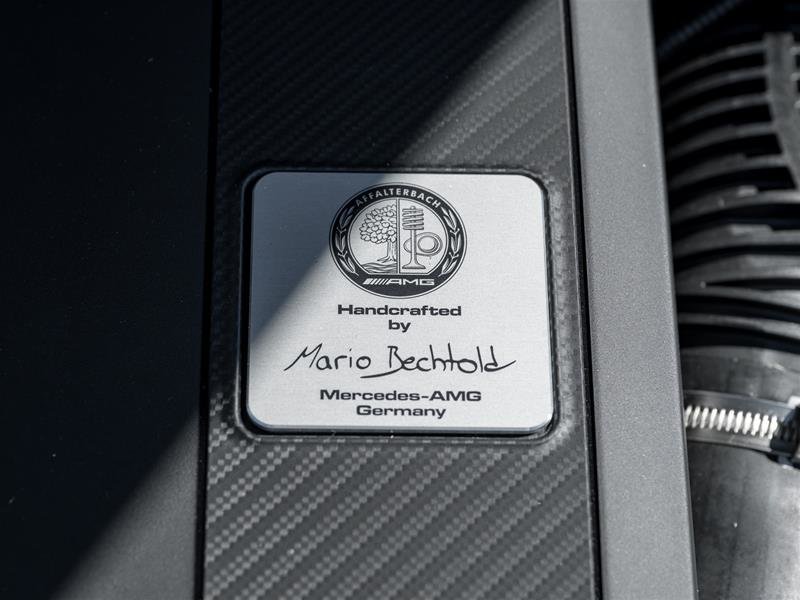 AFFALTERBACH
AMG
Handcrafted
by
Mario Bechtold
Mercedes-AMG
Germany